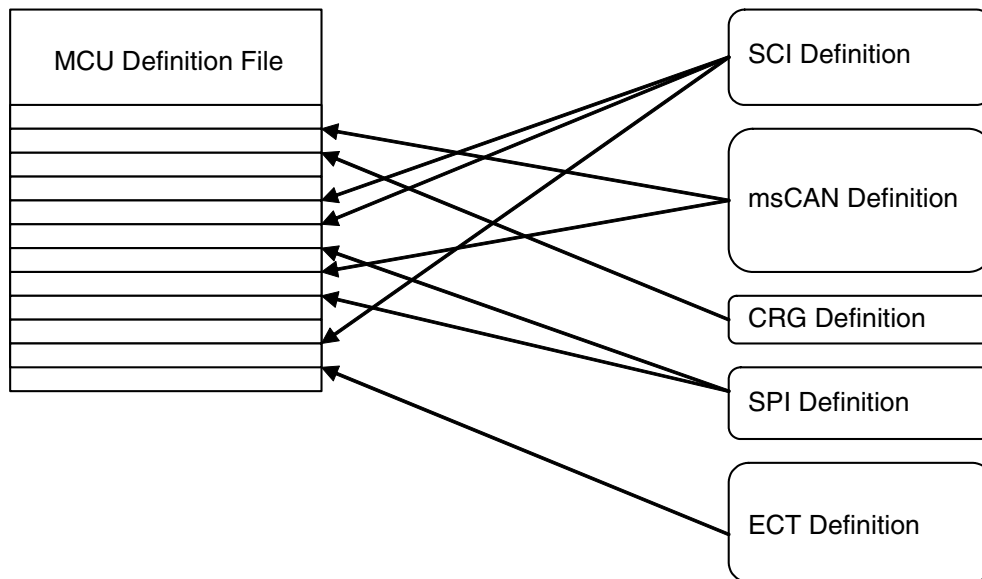 MCU Definition File
SCI Definition
msCAN Definition
CRG Definition
SPI Definition
ECT Definition